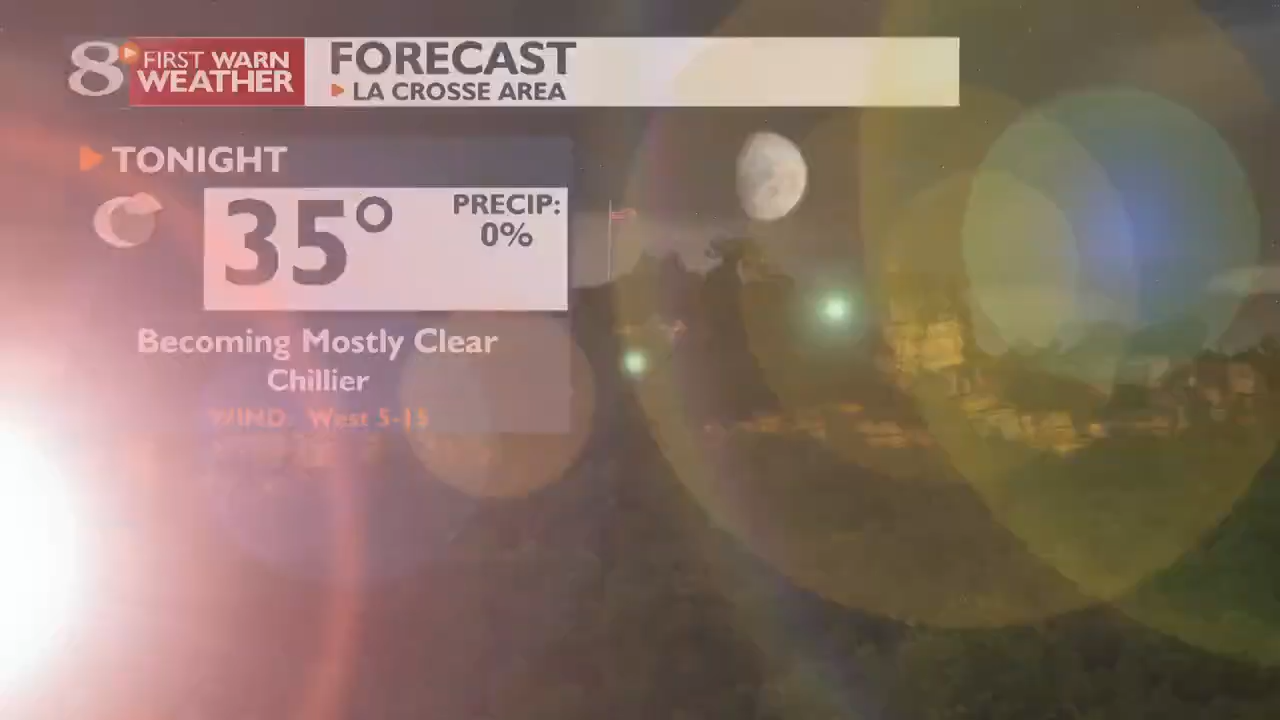 8 FIRST WARN
WEATHER
FORECAST
LA CROSSE AREA
TONIGHT
35°
PRECIP:
0%
Becoming Mostly Clear
Chillier
WIND: West 5-15